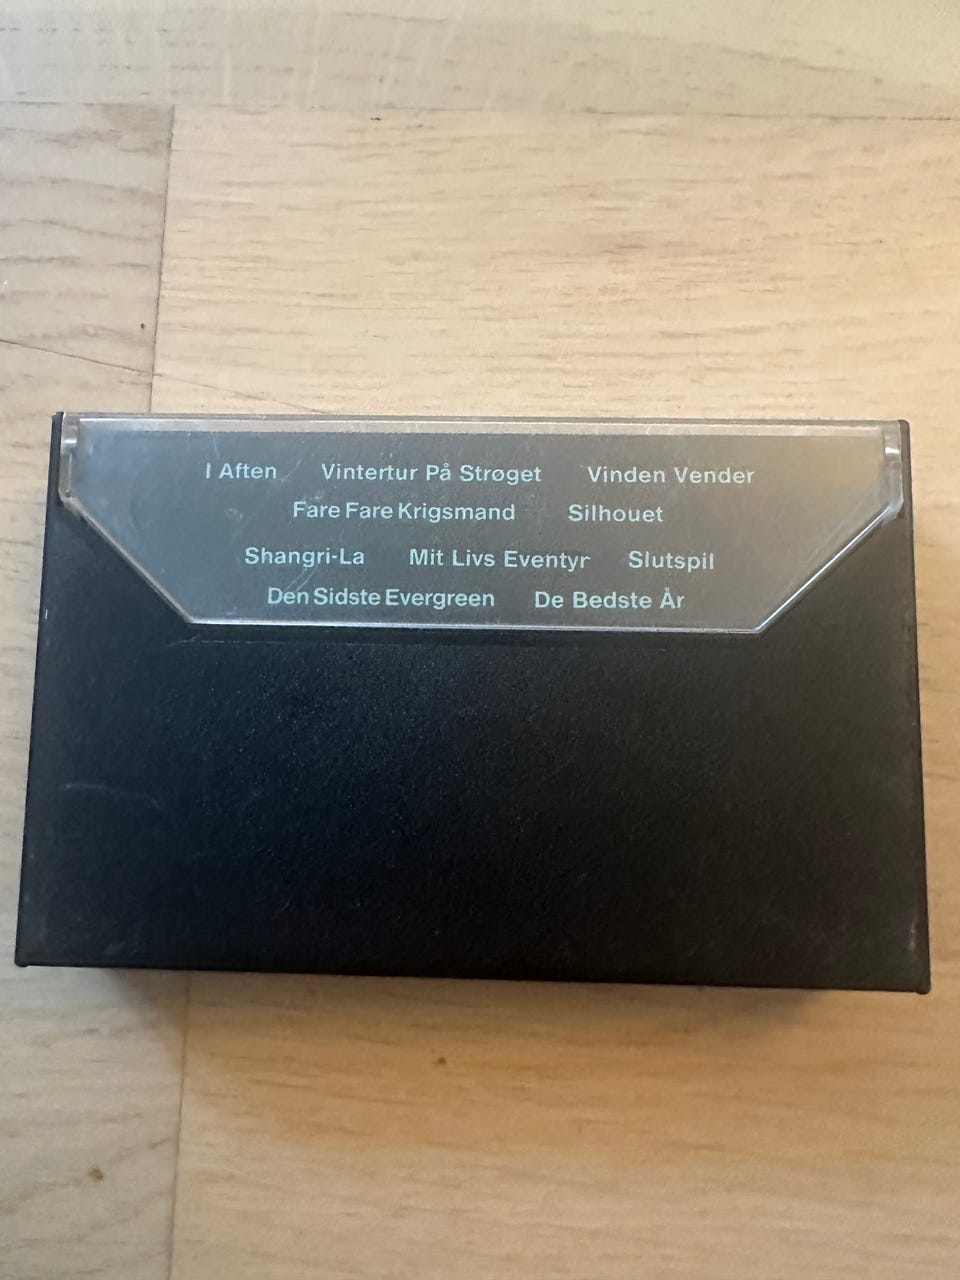 I Aften Vintertur På Strøget Vinden Vender
Fare Fare Krigsmand Silhouet
Shangri-La Mit Livs Eventyr Slutspil
Den Sidste Evergreen De Bedste År